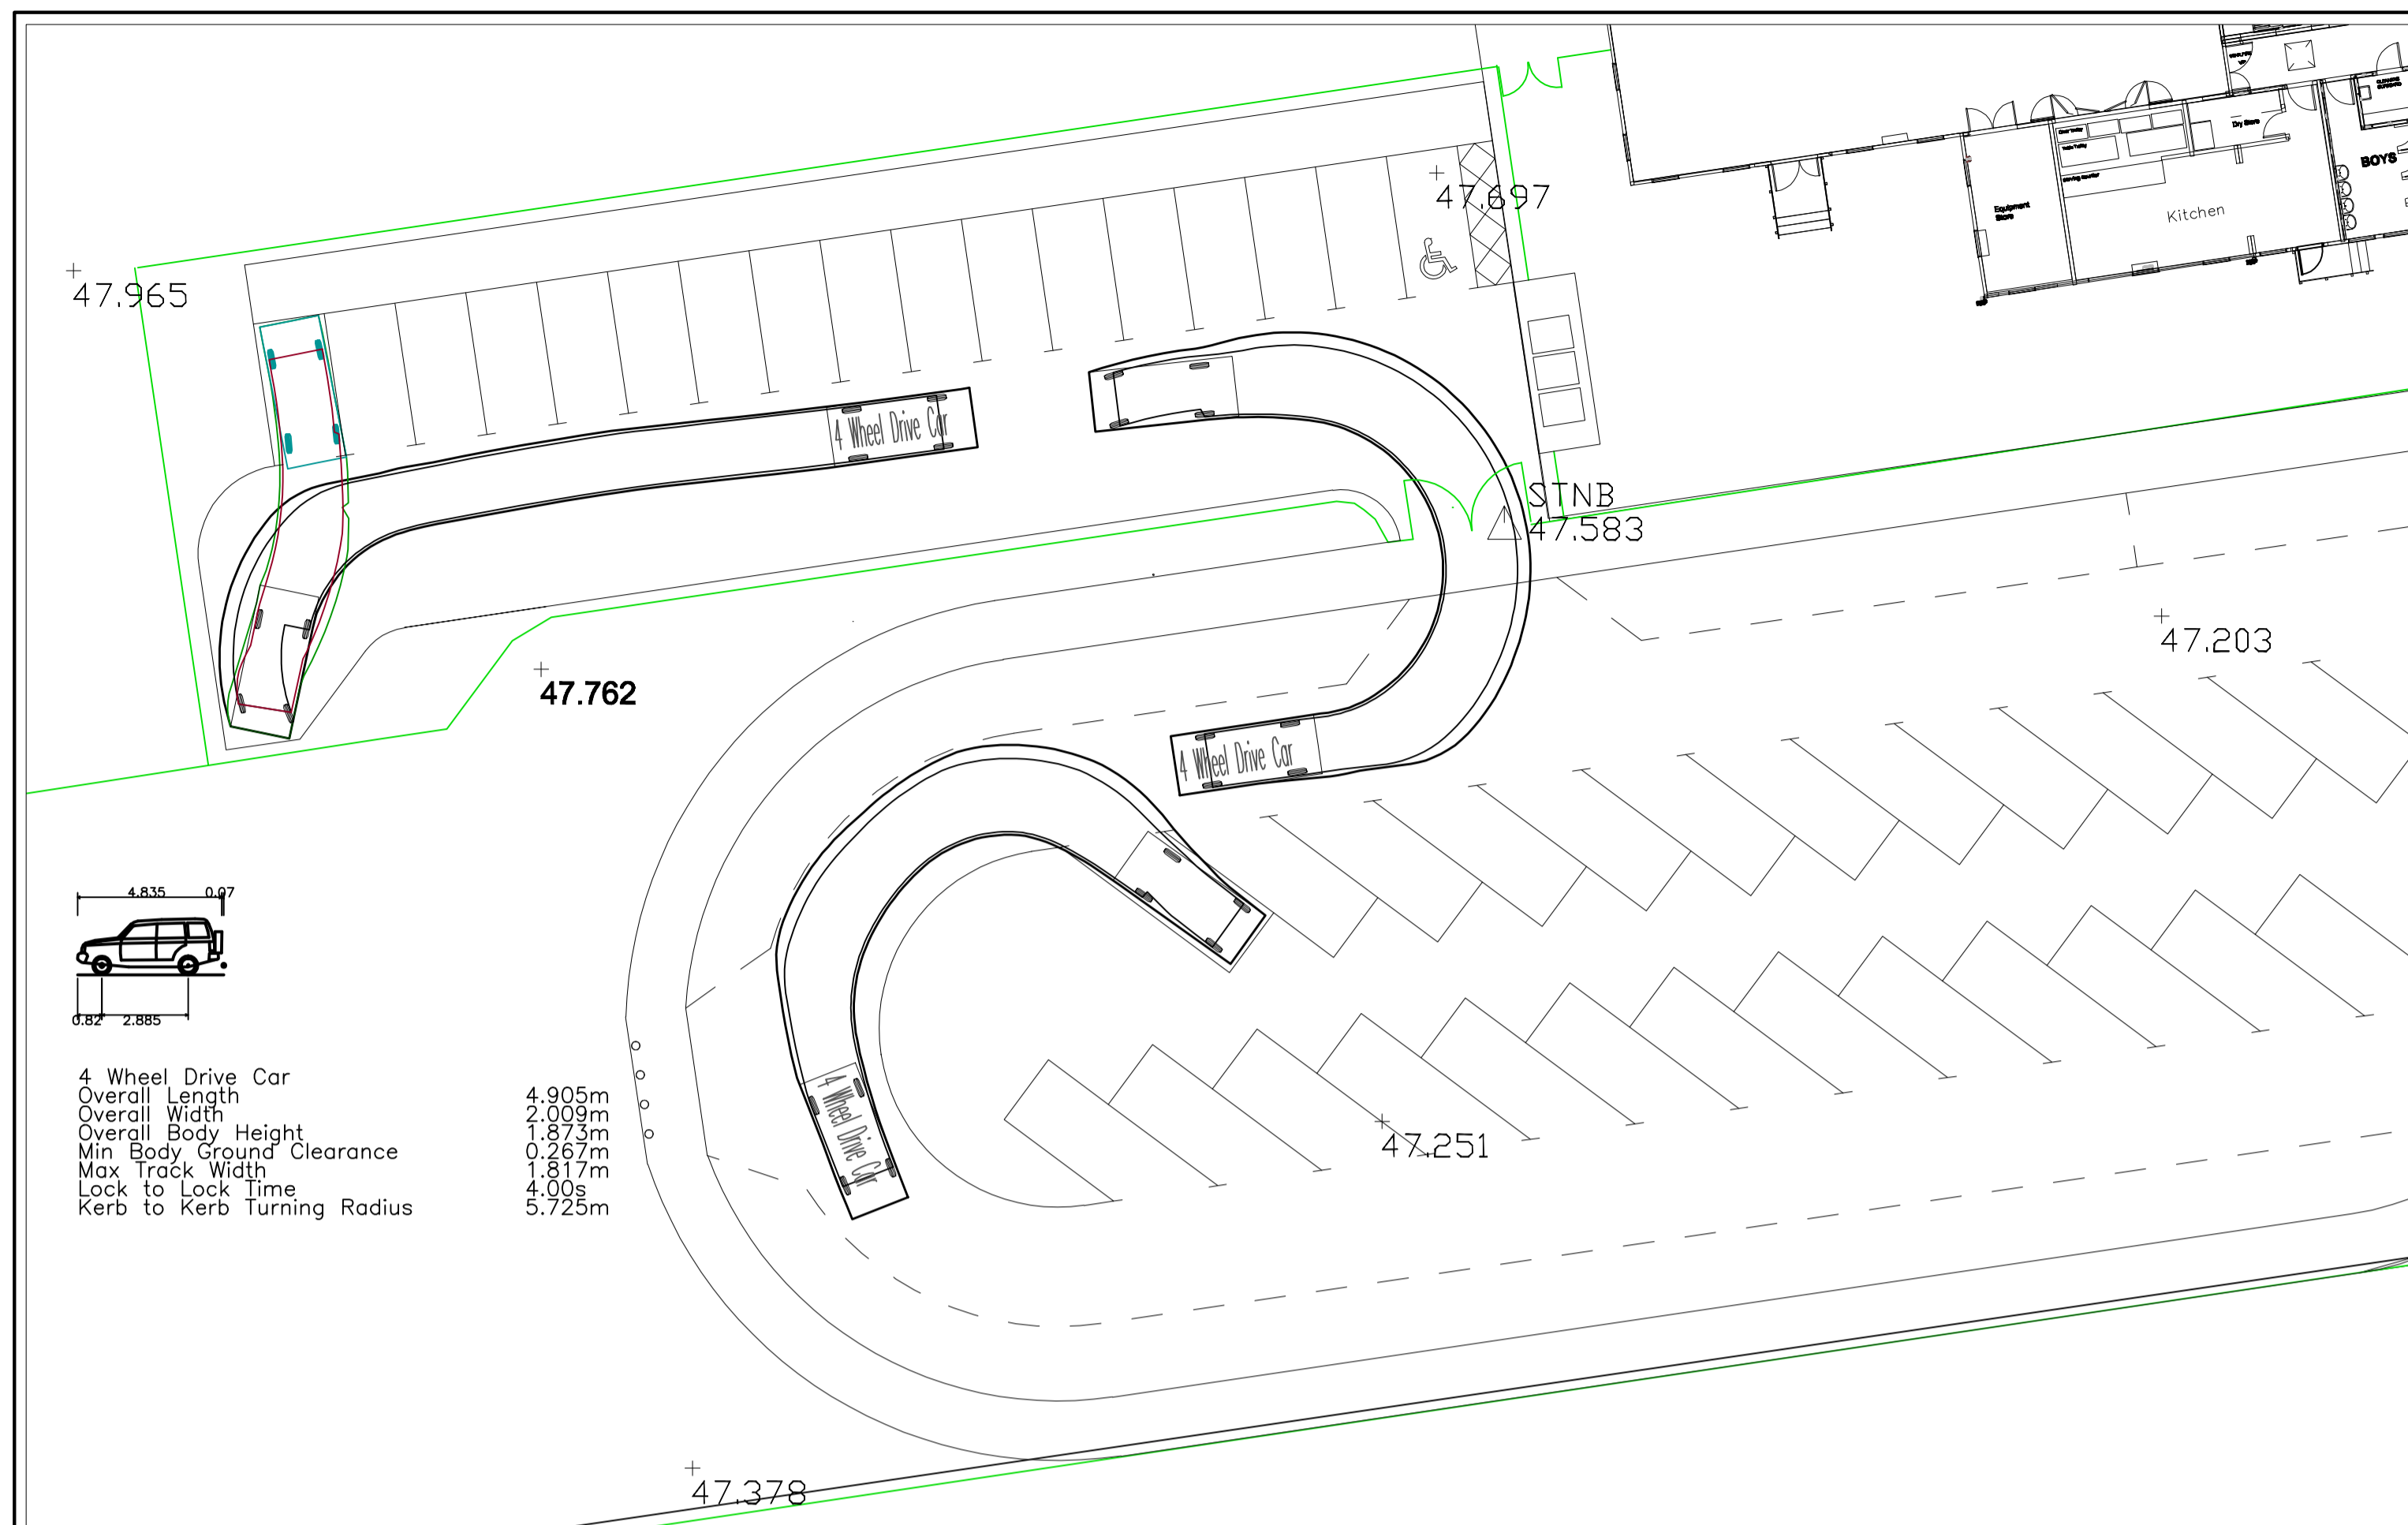 Dry Store
BOYS
Equipment
Store
Kitchen
47.697
47.965
4 Wheel Drive Car
STNB
47.583
47.203
47.762
4 Wheel Drive Car
4.835 0.07
0.82 2.885
4 Wheel Drive Car
4 Wheel Drive Car
Overall Length 4.905m
Overall Width 2.009m
Overall Body Height 1.873m
Min Body Ground Clearance 0.267m
Max Track Width 1.817m
Lock to Lock Time 4.00s
Kerb to Kerb Turning Radius 5.725m
47.251
47.378